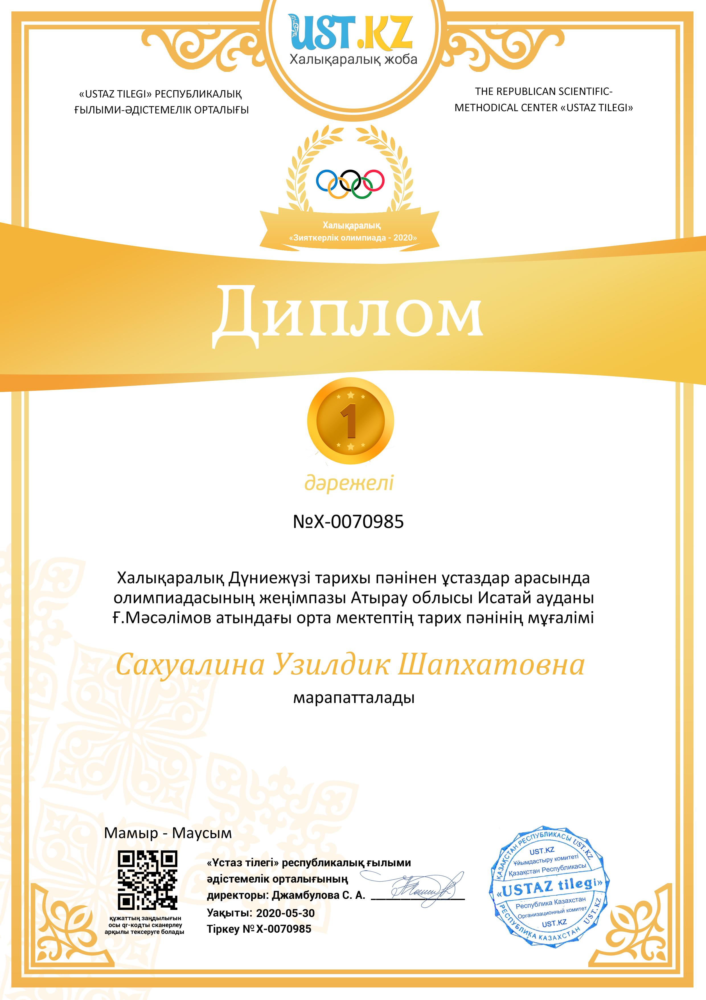 UST.KZ
Халықаралық жоба
«USTAZ TILEGI» РЕСПУБЛИКАЛЫҚ
ҒЫЛЫМИ-ӘДІСТЕМЕЛІК ОРТАЛЫҒЫ
THE REPUBLICAN SCIENTIFIC-
METHODICAL CENTER «USTAZ TILEGI»
Халықаралық
«Зияткерлік олимпиада - 2020»
Диплом
1
дәрежелі
№X-0070985
Халықаралық Дүниежүзі тарихы пәнінен ұстаздар арасында
олимпиадасының жеңімпазы Атырау облысы Исатай ауданы
Ғ.Мәсәлімов атындағы орта мектептің тарих пәнінің мұғалімі
Сахуалина Узилдик Шапхатовна
марапатталады
Мамыр - Маусым
құжаттың заңдылығын
осы qr-кодты сканерлеу
арқылы тексеруге болады
«Ұстаз тілегі» республикалық ғылыми
әдістемелік орталығының
директоры: Джамбулова С. А.
Уақыты: 2020-05-30
Тіркеу № X-0070985
ҚАЗАҚСТАН РЕСПУБЛИКАСЫ UST.KZ
UST.KZ
Ұйымдастыру комитеті
Қазақстан Республикасы
«USTAZ tilegi»
Республика Казахстан
Организационный комитет
UST.KZ
РЕСПУБЛИКА КАЗАХСТАН UST.KZ